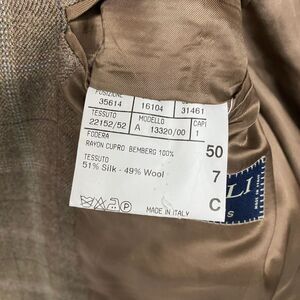 POSIZIONE
35614 16104 31461
TESSUTO MODELLO CAPI
22152/52 A 13320/00 1
FODERA
RAYON CUPRO BEMBERG 100%
50
TESSUTO
51% Silk - 49% Wool
7
C
MADE IN ITALY
LI